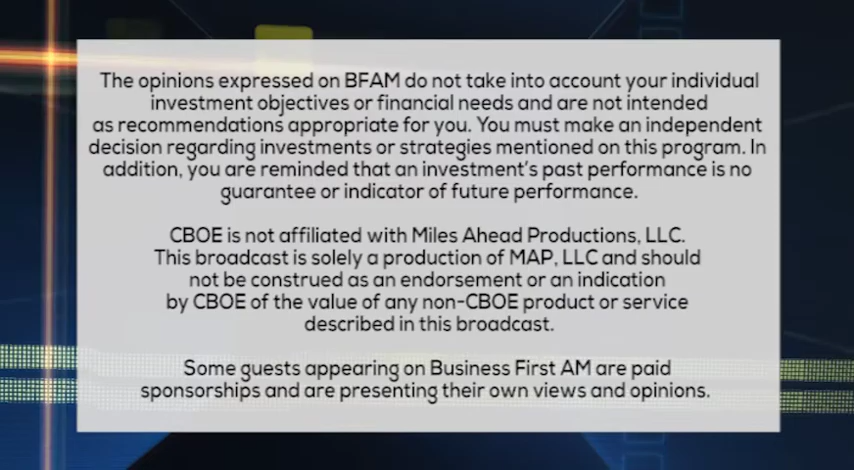 The opinions expressed on BFAM do not take into account your individual
investment objectives or financial needs and are not intended
as recommendations appropriate for you. You must make an independent
decision regarding investments or strategies mentioned on this program. In
addition, you are reminded that an investment's past performance is no
guarantee or indicator of future performance.
CBOE is not affiliated with Miles Ahead Productions, LLC.
This broadcast is solely a production of MAP, LLC and should
not be construed as an endorsement or an indication
by CBOE of the value of any non-CBOE product or service
described in this broadcast.
Some guests appearing on Business First AM are paid
sponsorships and are presenting their own views and opinions.